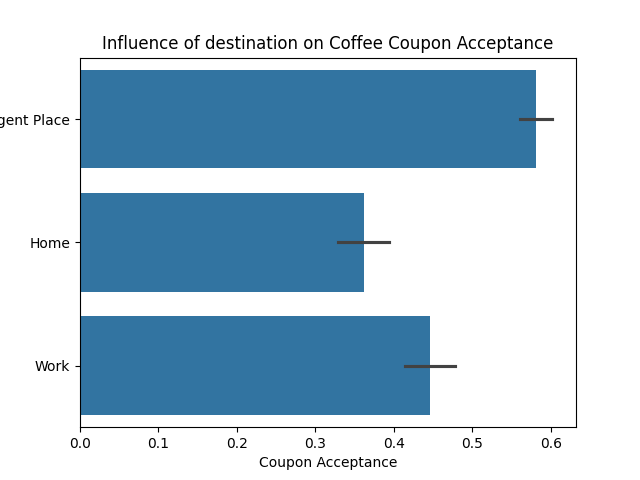 Influence of destination on Coffee Coupon Acceptance
gent Place
Home
Work
0.0 0.1 0.2 0.3 0.4 0.5 0.6
Coupon Acceptance